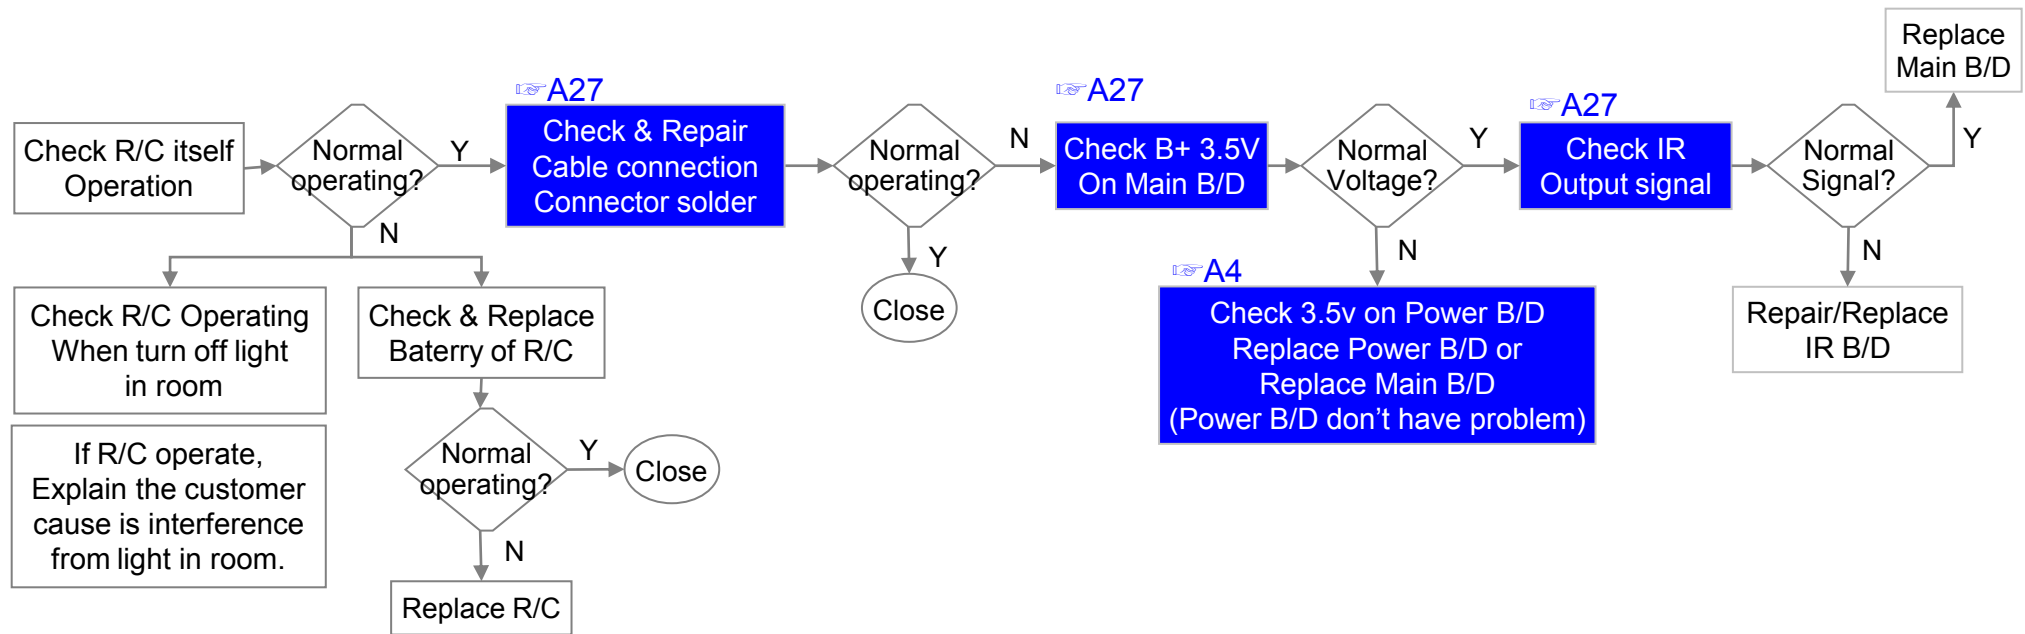 Check R/C itself
Operation
Normal
operating?
Y
N
☞A27
Check & Repair
Cable connection
Connector solder
Normal
operating?
N
Y
Close
☞A27
Check B+ 3.5V
On Main B/D
Normal
Voltage?
Y
N
☞A27
Check IR
Output signal
Normal
Signal?
Y
Replace
Main B/D
N
Repair/Replace
IR B/D
☞A4
Check 3.5v on Power B/D
Replace Power B/D or
Replace Main B/D
(Power B/D don’t have problem)
Check R/C Operating
When turn off light
in room
If R/C operate,
Explain the customer
cause is interference
from light in room.
Check & Replace
Baterry of R/C
Normal
operating?
Y
Close
N
Replace R/C